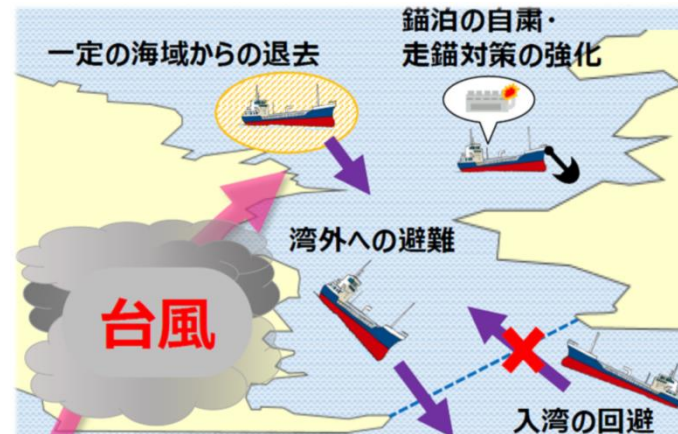 一定の海域からの退去
錨泊の自粛・
走錨対策の強化
湾外への避難
台風
入湾の回避